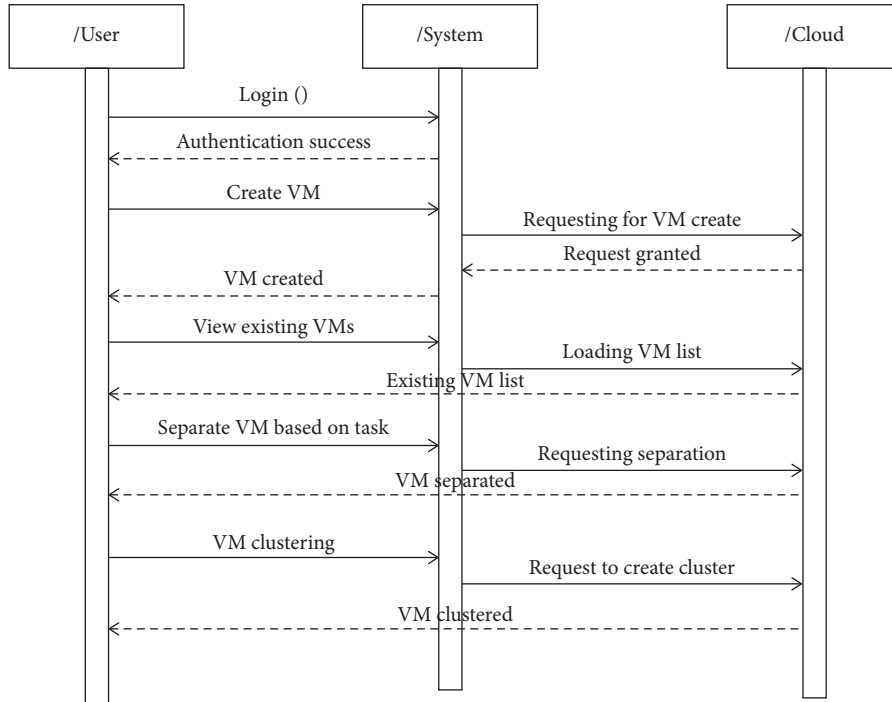 /User
/System
/Cloud
Login ()
Authentication success
Create VM
Requesting for VM create
Request granted
VM created
View existing VMs
Loading VM list
Existing VM list
Separate VM based on task
Requesting separation
VM separated
VM clustering
Request to create cluster
VM clustered